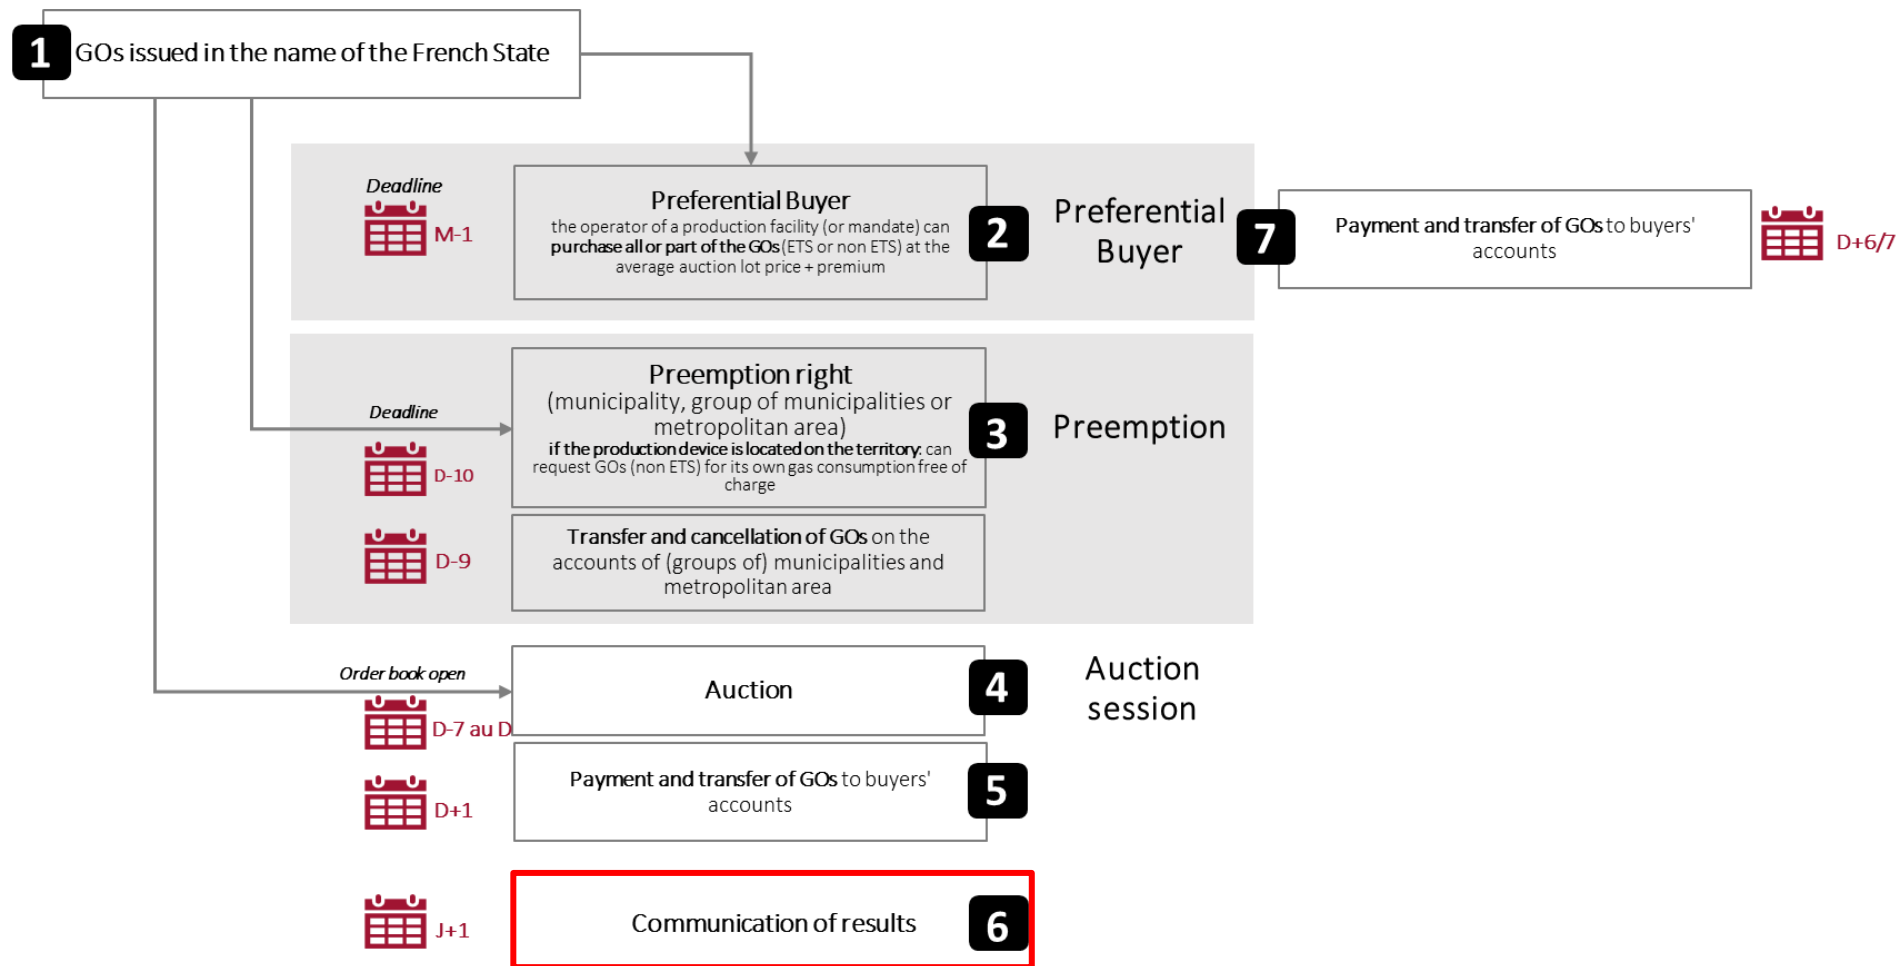 1
GOs issued in the name of the French State
Deadline
M-1
Preferential Buyer
the operator of a production facility (or mandate) can
purchase all or part of the GOs (ETS or non ETS) at the
average auction lot price + premium
2
Preferential
Buyer
7
Payment and transfer of GOs to buyers'
accounts
D+6/7
Deadline
D-10
Preemption right
(municipality, group of municipalities or
metropolitan area)
if the production device is located on the territory: can
request GOs (non ETS) for its own gas consumption free of
charge
3
Preemption
D-9
Transfer and cancellation of GOs on the
accounts of (groups of) municipalities and
metropolitan area
Order book open
D-7 au D
Auction
4
Auction
session
D+1
Payment and transfer of GOs to buyers'
accounts
5
J+1
Communication of results
6